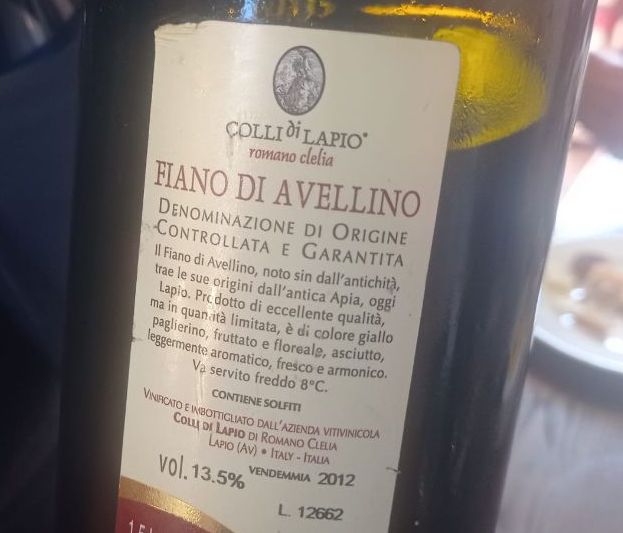 COLLI di LAPIO®
romano clelia
FIANO DI AVELLINO
DENOMINAZIONE DI ORIGINE
CONTROLLATA E GARANTITA
Il Fiano di Avellino, noto sin dall'antichità,
trae le sue origini dall'antica Apia, oggi
Lapio. Prodotto di eccellente qualità,
ma in quantità limitata, è di colore giallo
paglierino, fruttato e floreale, asciutto,
leggermente aromatico, fresco e armonico.
Va servito freddo 8°C.
CONTIENE SOLFITI
VINIFICATO E IMBOTTIGLIATO DALL'AZIENDA VITIVINICOLA
COLLI DI LAPIO DI ROMANO CLELIA
LAPIO (AV) • ITALY - ITALIA
VOL. 13.5% VENDEMMIA 2012
L. 12662